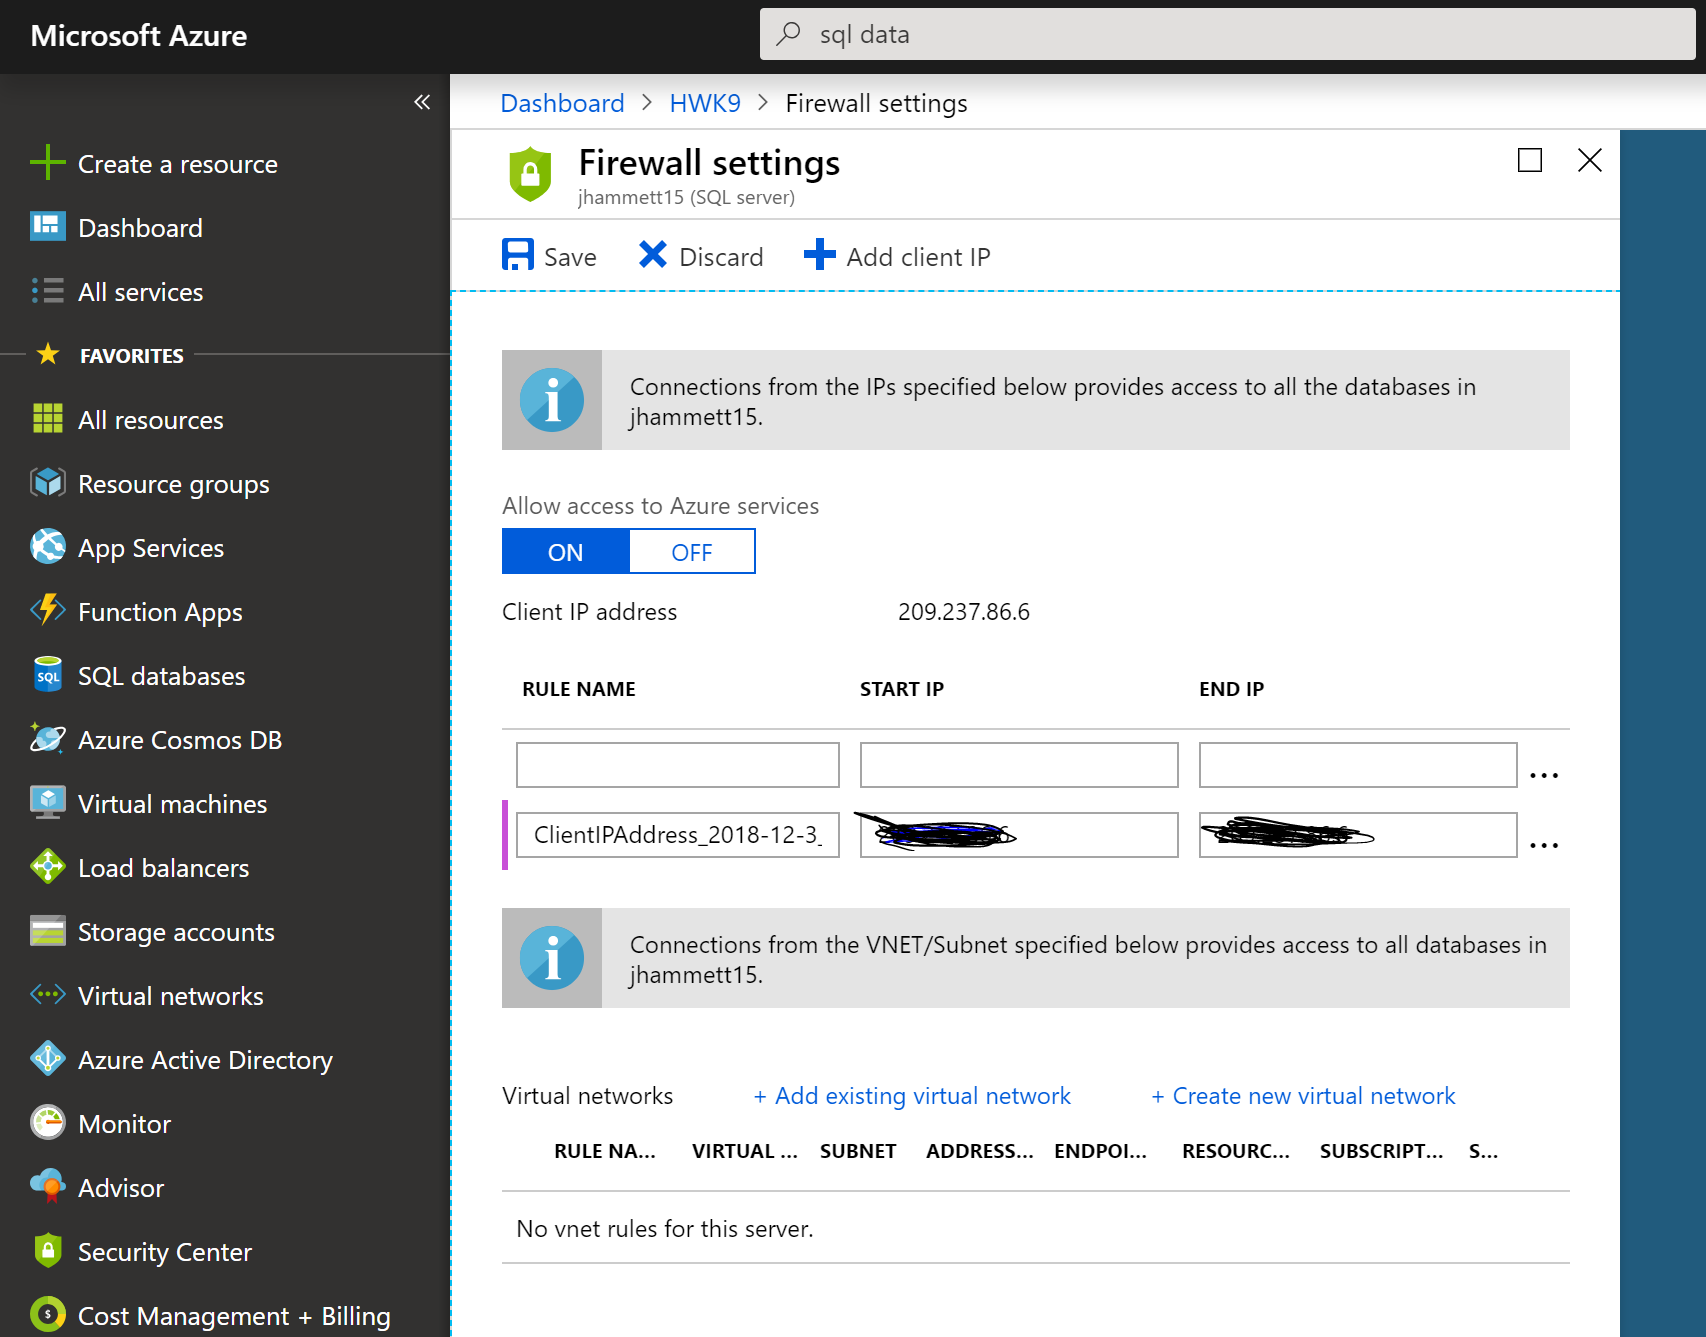 Microsoft Azure
sql data
Dashboard > HWK9 > Firewall settings
Create a resource
Dashboard
All services
FAVORITES
All resources
Resource groups
App Services
Function Apps
SQL databases
Azure Cosmos DB
Virtual machines
Load balancers
Storage accounts
Virtual networks
Azure Active Directory
Monitor
Advisor
Security Center
Cost Management + Billing
Firewall settings
jhammett15 (SQL server)
Save Discard Add client IP
Connections from the IPs specified below provides access to all the databases in
jhammett15.
Allow access to Azure services
ON OFF
Client IP address 209.237.86.6
RULE NAME START IP END IP
...
ClientIPAddress_2018-12-3_ ...
Connections from the VNET/Subnet specified below provides access to all databases in
jhammett15.
Virtual networks + Add existing virtual network + Create new virtual network
RULE NA... VIRTUAL ... SUBNET ADDRESS... ENDPOI... RESOURC... SUBSCRIPT... S...
No vnet rules for this server.